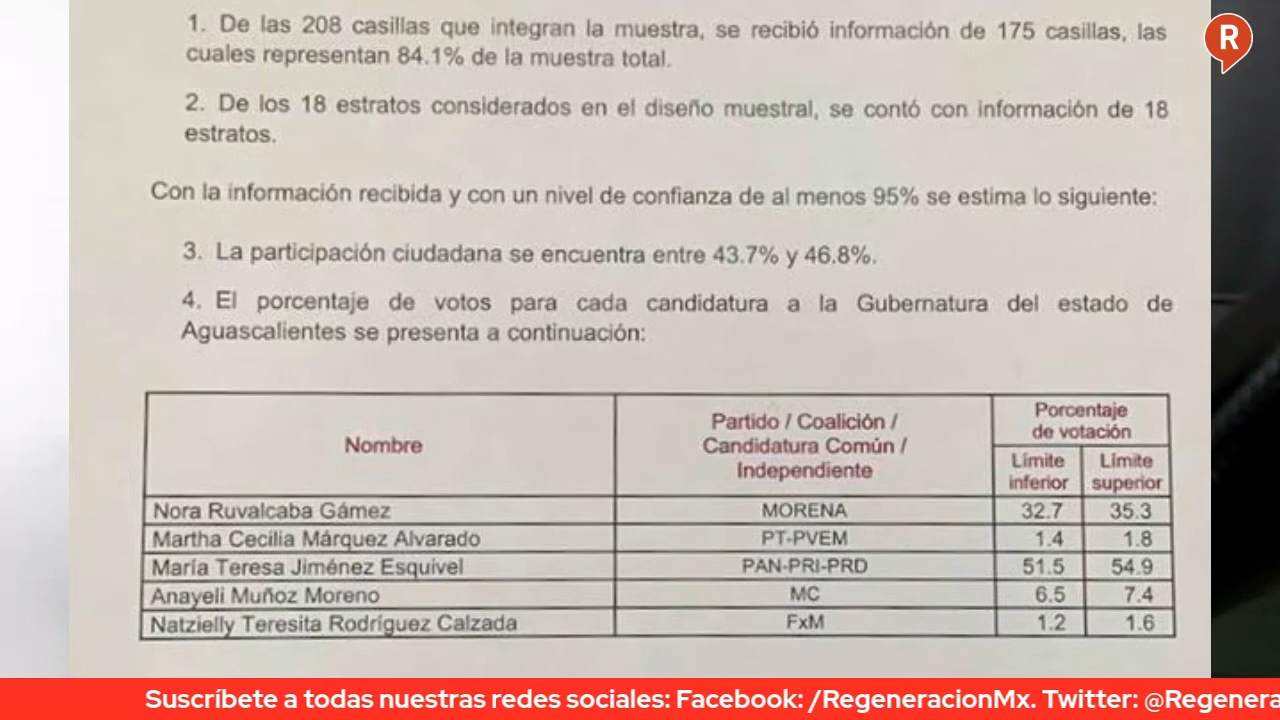 1. De las 208 casillas que integran la muestra, se recibió información de 175 casillas, las
cuales representan 84.1% de la muestra total.
2. De los 18 estratos considerados en el diseño muestral, se contó con información de 18
estratos.
Con la información recibida y con un nivel de confianza de al menos 95% se estima lo siguiente:
3. La participación ciudadana se encuentra entre 43.7% y 46.8%.
4. El porcentaje de votos para cada candidatura a la Gubernatura del estado de
Aguascalientes se presenta a continuación:
Nombre
Partido / Coalición /
Candidatura Común /
Independiente
Porcentaje
de votación
Límite
inferior
Límite
superior
Nora Ruvalcaba Gámez MORENA 32.7 35.3
Martha Cecilia Márquez Alvarado PT-PVEM 1.4 1.8
María Teresa Jiménez Esquivel PAN-PRI-PRD 51.5 54.9
Anayeli Muñoz Moreno MC 6.5 7.4
Natzielly Teresita Rodríguez Calzada FxM 1.2 1.6
R
Suscríbete a todas nuestras redes sociales: Facebook: /RegeneracionMx. Twitter: @Regenera